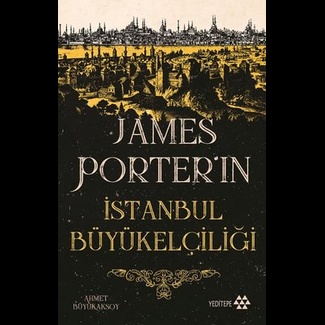 JAMES
PORTER'IN
İSTANBUL
BÜYÜKELÇİLİĞİ
AHMET
BÜYÜKAKSOY
YEDİTEPE